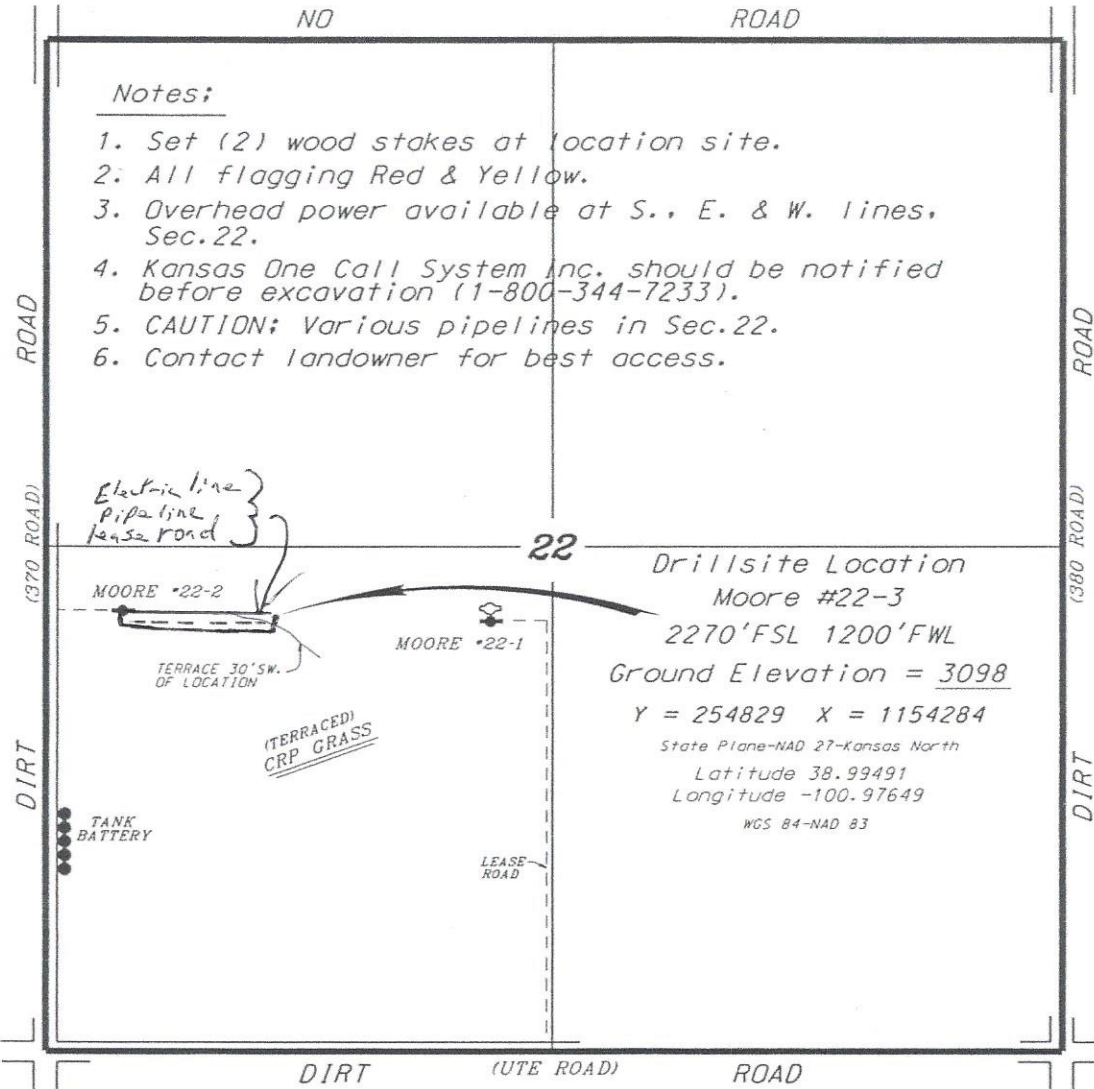 NO ROAD
Notes:
1. Set (2) wood stakes at location site.
2. All flagging Red & Yellow.
3. Overhead power available at S., E. & W. lines,
Sec.22.
4. Kansas One Call System Inc. should be notified
before excavation (1-800-344-7233).
5. CAUTION: Various pipelines in Sec.22.
6. Contact landowner for best access.
ROAD
(370 ROAD)
DIRT
ROAD
(380 ROAD)
DIRT
Electric line
pipeline,
lease road
22
MOORE #22-2
MOORE #22-1
TERRACE 30'SW.
OF LOCATION
(TERRACED)
CRP GRASS
Drillsite Location
Moore #22-3
2270'FSL 1200'FWL
Ground Elevation = 3098
Y = 254829 X = 1154284
State Plane-NAD 27-Kansas North
Latitude 38.99491
Longitude -100.97649
WGS 84-NAD 83
TANK
BATTERY
LEASE
ROAD
DIRT (UTE ROAD) ROAD